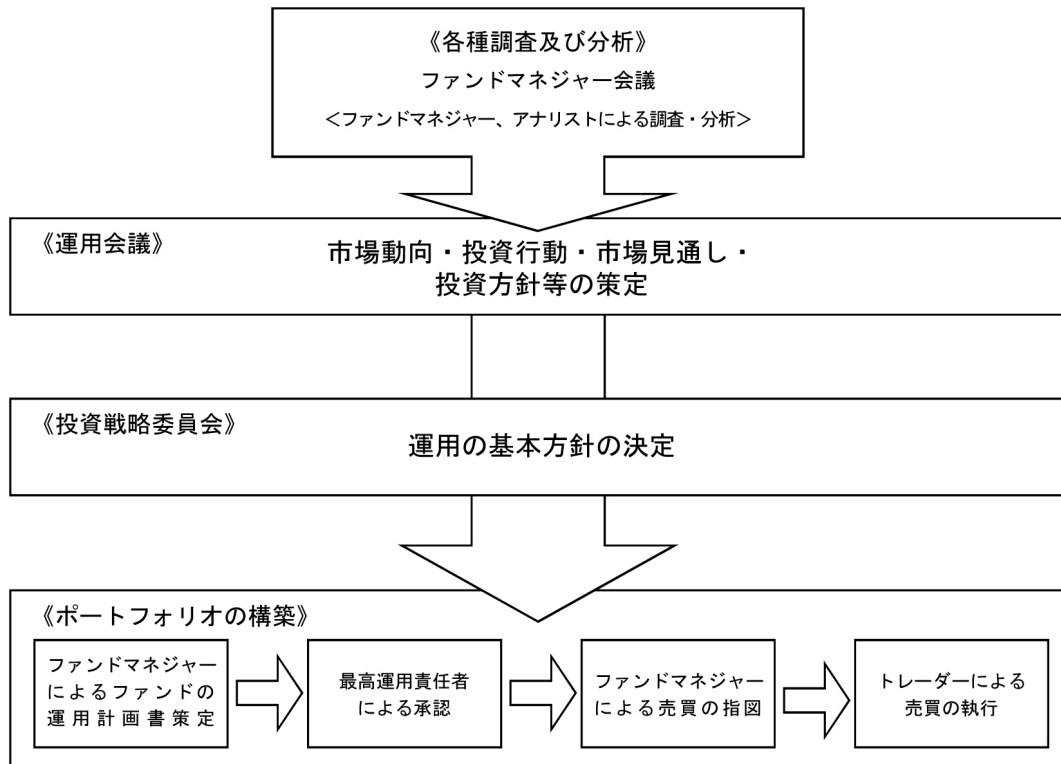 《各種調査及び分析》
ファンドマネジャー会議
＜ファンドマネジャー、アナリストによる調査・分析＞
《運用会議》
市場動向・投資行動・市場見通し・
投資方針等の策定
《投資戦略委員会》
運用の基本方針の決定
《ポートフォリオの構築》
ファンドマネジャー
によるファンドの
運用計画書策定
最高運用責任者
による承認
ファンドマネジャー
による売買の指図
トレーダーによる
売買の執行